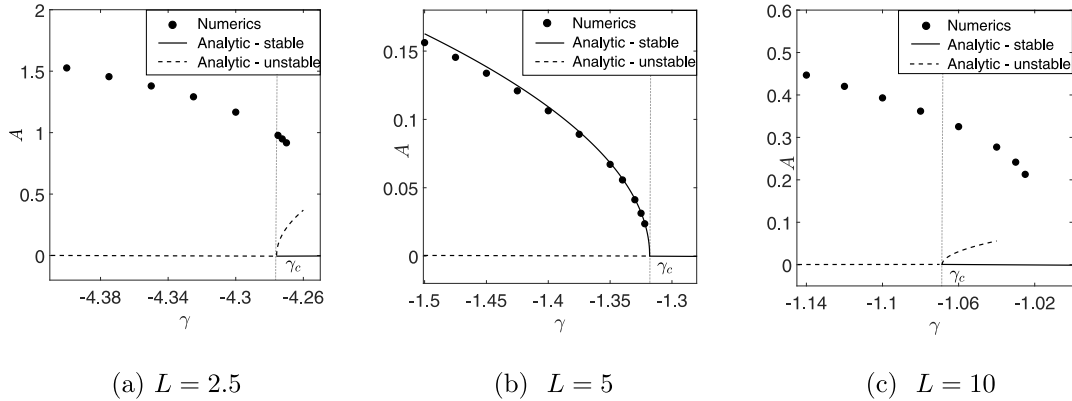 Numerics
Analytic - stable
Analytic - unstable
2
1.5
1
0.5
0
A
γc
-4.38
-4.34
-4.3
-4.26
γ
(a) L = 2.5
Numerics
Analytic - stable
Analytic - unstable
0.15
0.1
0.05
0
A
γc
-1.5
-1.45
-1.4
-1.35
-1.3
γ
(b) L = 5
Numerics
Analytic - stable
Analytic - unstable
0.6
0.5
0.4
0.3
0.2
0.1
0
A
γc
-1.14
-1.1
-1.06
-1.02
γ
(c) L = 10